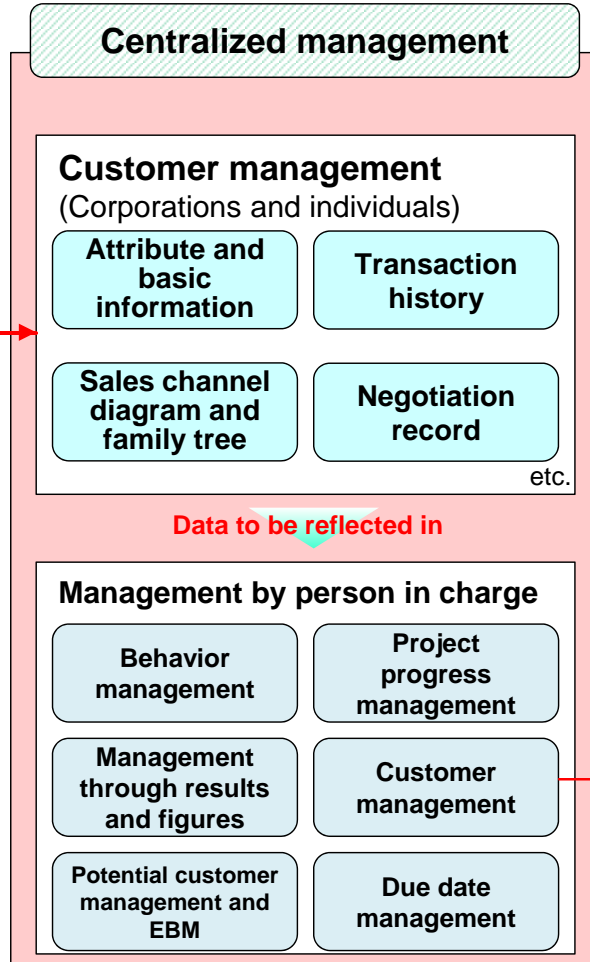 Centralized management
Customer management
(Corporations and individuals)
Attribute and
basic
information
Transaction
history
Sales channel
diagram and
family tree
Negotiation
record
etc.
Data to be reflected in
Management by person in charge
Behavior
management
Project
progress
management
Management
through results
and figures
Customer
management
Potential customer
management and
EBM
Due date
management